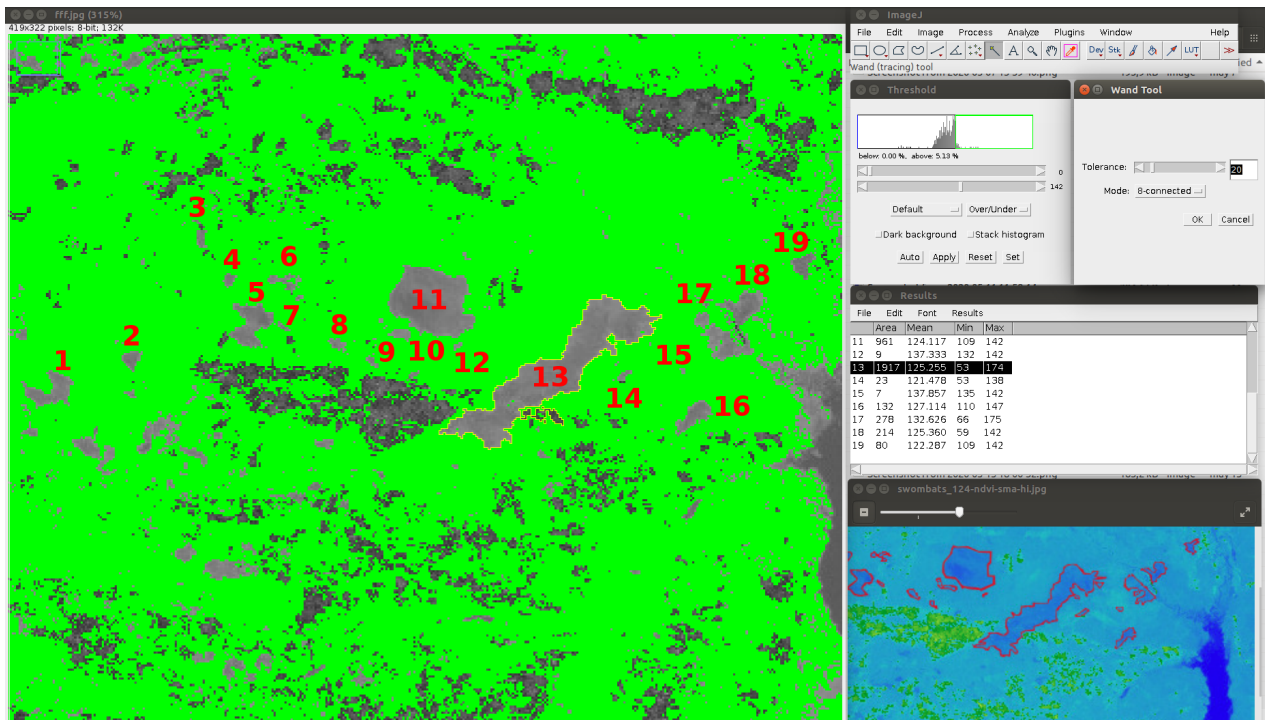 fff.jpg (315%)
419x322 pixels; 8-bit; 132K
3
19
4
6
18
5
11
17
7
8
9
10
12
15
2
1
13
14
16
ImageJ
File Edit Image Process Analyze Plugins Window Help
A Dev Stk LUT >>
Wand (tracing) tool
Threshold
below: 0.00 %, above: 5.13 %
0
142
Default Over/Under
Dark background Stack histogram
Auto Apply Reset Set
Wand Tool
Tolerance: 20
Mode: 8-connected
OK Cancel
Results
File Edit Font Results
Area Mean Min Max
11 961 124.117 109 142
12 9 137.333 132 142
13 1917 125.255 53 174
14 23 121.478 53 138
15 7 137.857 135 142
16 132 127.114 110 147
17 278 132.626 66 175
18 214 125.360 59 142
19 80 122.287 109 142
swombats_124-ndvi-sma-hl.jpg